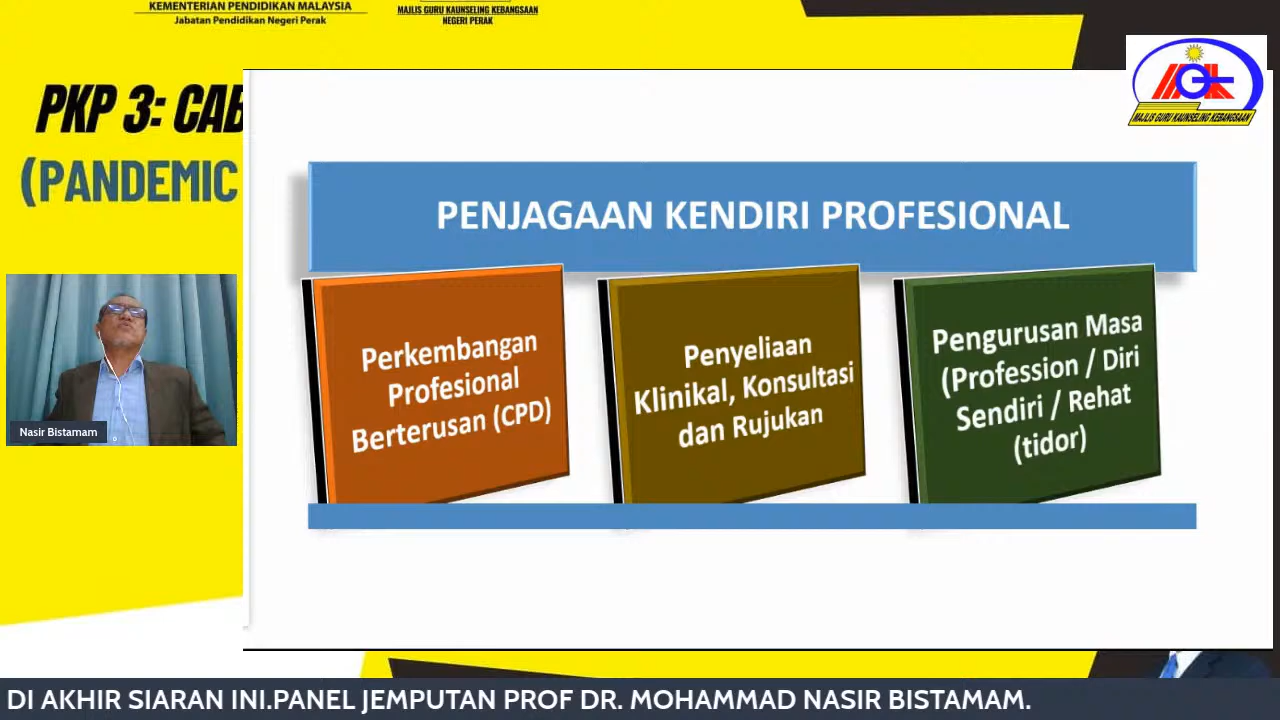 KEMENTERIAN PENDIDIKAN MALAYSIA
Jabatan Pendidikan Negeri Perak
MAJLIS GURU KAUNSELING KEBANGSAAN
NEGERI PERAK
PKP 3: CAB
(PANDEMIC
MAJLIS GURU KAUNSELING KEBANGSAAN
PENJAGAAN KENDIRI PROFESIONAL
Perkembangan
Profesional
Berterusan (CPD)
Penyeliaan
Klinikal, Konsultasi
dan Rujukan
Pengurusan Masa
(Profession / Diri
Sendiri / Rehat
(tidor)
Nasir Bistamam
DI AKHIR SIARAN INI.PANEL JEMPUTAN PROF DR. MOHAMMAD NASIR BISTAMAM.